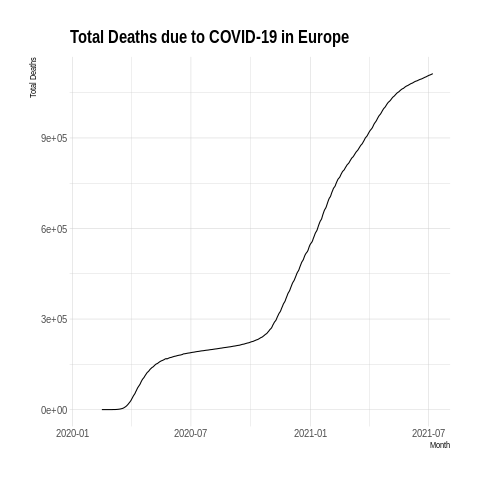 Total Deaths due to COVID-19 in Europe
Total Deaths
9e+05
6e+05
3e+05
0e+00
2020-01 2020-07 2021-01 2021-07
Month